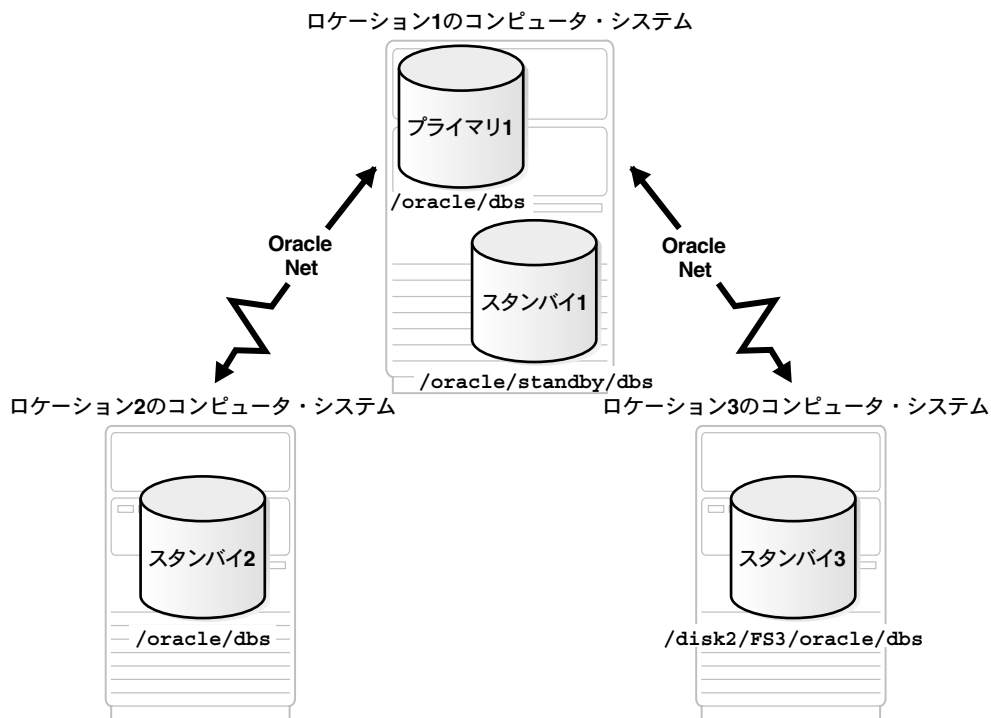 ロケーション1のコンピュータ・システム
プライマリ1
/oracle/dbs
Oracle
Net
Oracle
Net
スタンバイ1
/oracle/standby/dbs
ロケーション2のコンピュータ・システム
ロケーション3のコンピュータ・システム
スタンバイ2
スタンバイ3
/oracle/dbs
/disk2/FS3/oracle/dbs